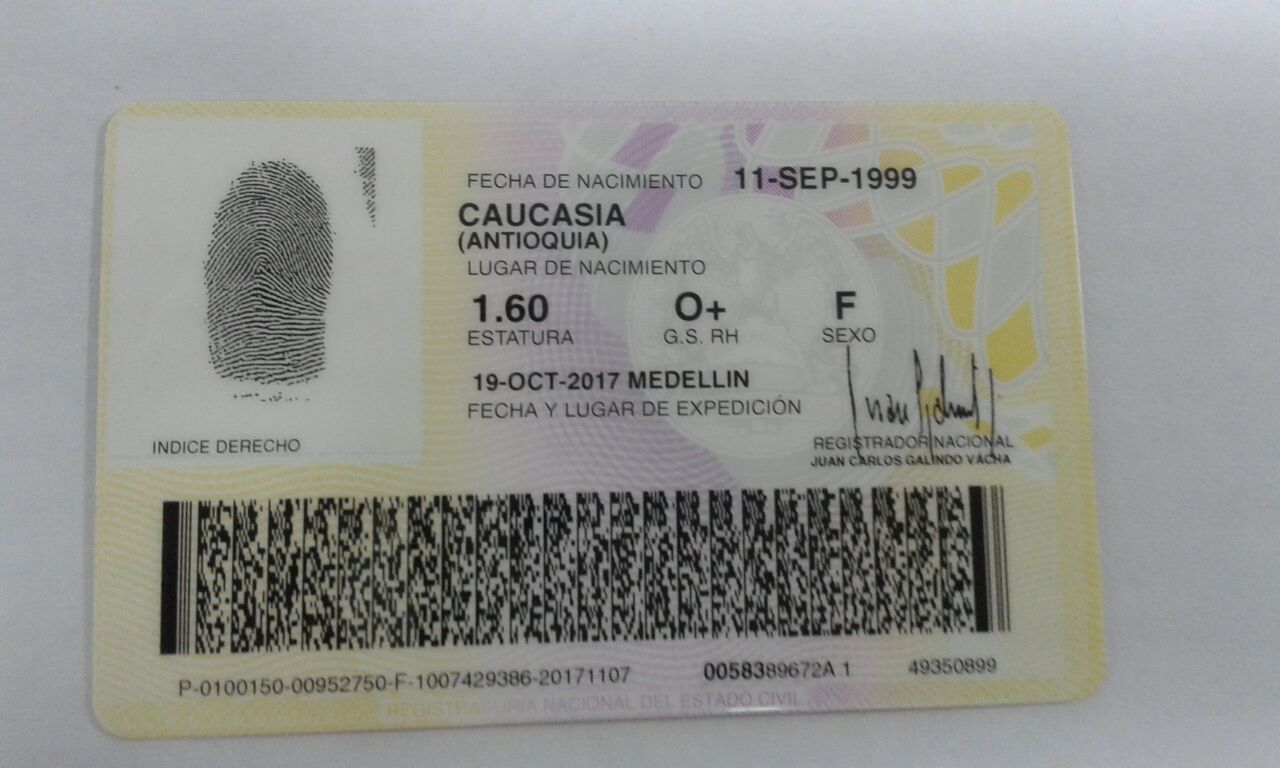 FECHA DE NACIMIENTO 11-SEP-1999
CAUCASIA
(ANTIOQUIA)
LUGAR DE NACIMIENTO
1.60 O+ F
ESTATURA G.S. RH SEXO
19-OCT-2017 MEDELLIN
FECHA Y LUGAR DE EXPEDICIÓN
INDICE DERECHO
REGISTRADOR NACIONAL
JUAN CARLOS GALINDO VACHA
P-0100150-00952750-F-1007429386-20171107 0058389672A 1 49350899
REGISTRADURIA NACIONAL DEL ESTADO CIVIL